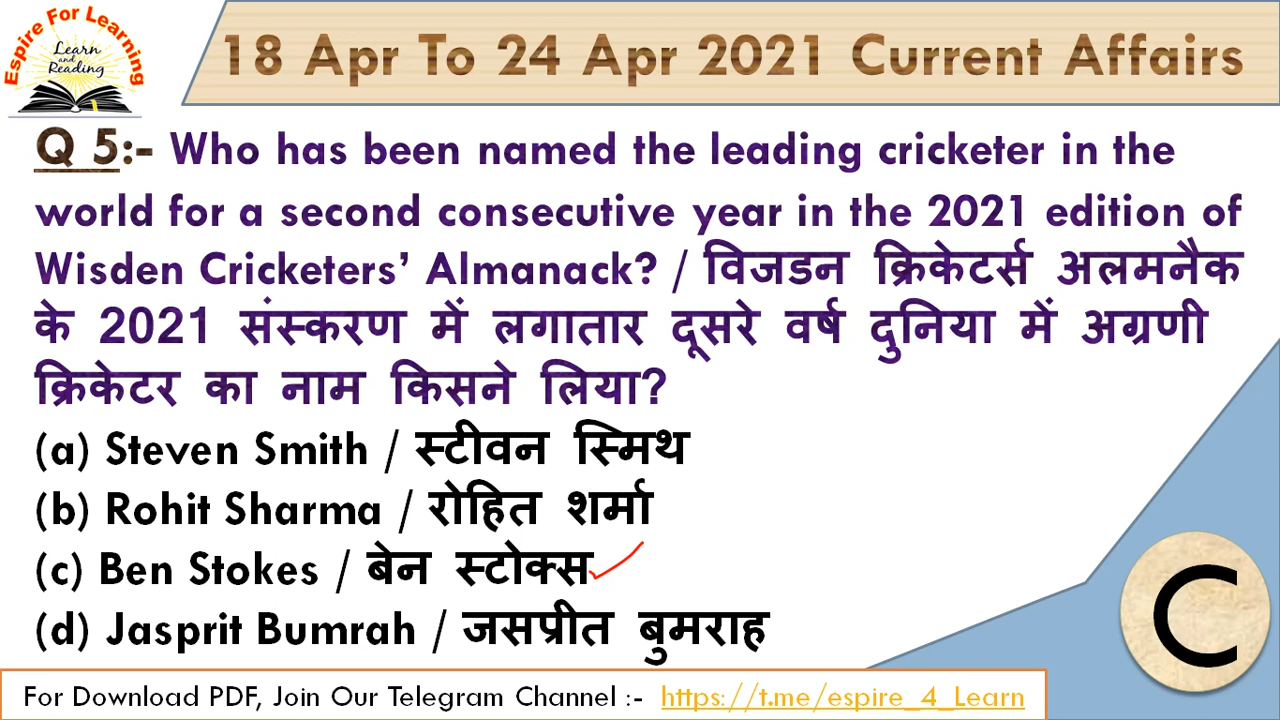 Espire For Learning
Learn
and
Reading
18 Apr To 24 Apr 2021 Current Affairs
Q 5:- Who has been named the leading cricketer in the
world for a second consecutive year in the 2021 edition of
Wisden Cricketers’ Almanack? / विजडन क्रिकेटर्स अलमनैक
के 2021 संस्करण में लगातार दूसरे वर्ष दुनिया में अग्रणी
क्रिकेटर का नाम किसने लिया?
(a) Steven Smith / स्टीवन स्मिथ
(b) Rohit Sharma / रोहित शर्मा
(c) Ben Stokes / बेन स्टोक्स
(d) Jasprit Bumrah / जसप्रीत बुमराह
C
For Download PDF, Join Our Telegram Channel :- https://t.me/espire_4_Learn